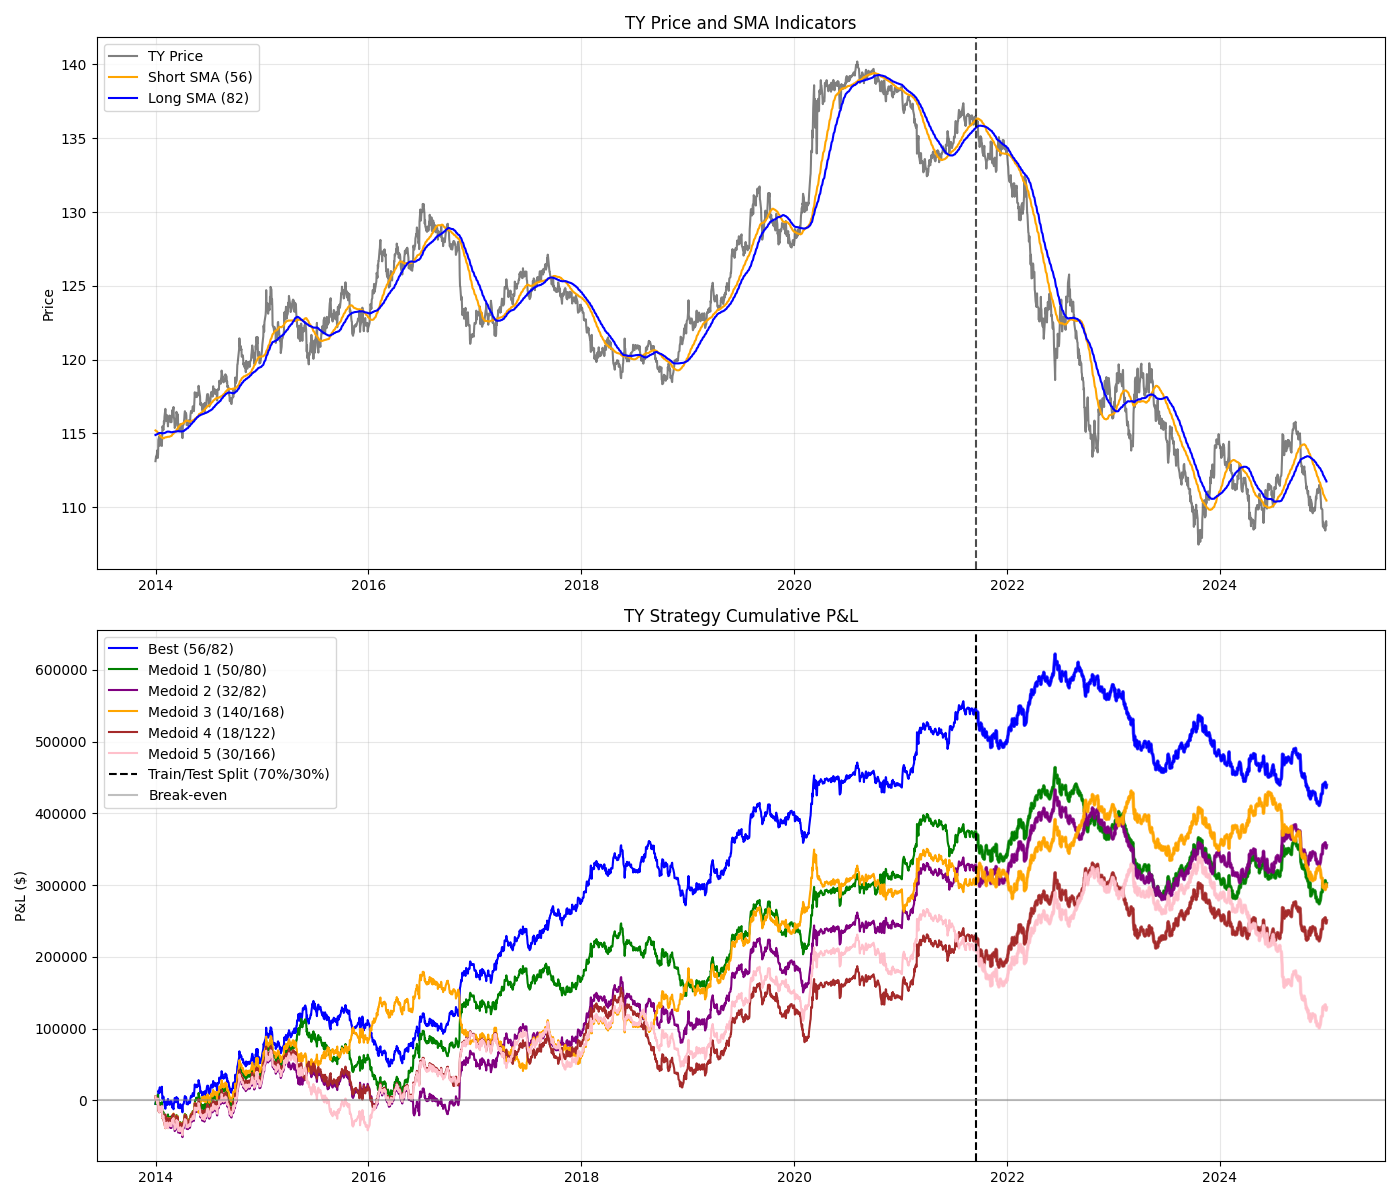 TY Price and SMA Indicators
TY Price
Short SMA (56)
Long SMA (82)
140
135
130
125
120
115
110
Price
2014 2016 2018 2020 2022 2024
TY Strategy Cumulative P&L
Best (56/82)
Medoid 1 (50/80)
Medoid 2 (32/82)
Medoid 3 (140/168)
Medoid 4 (18/122)
Medoid 5 (30/166)
Train/Test Split (70%/30%)
Break-even
600000
500000
400000
300000
200000
100000
0
P&L ($)
2014 2016 2018 2020 2022 2024